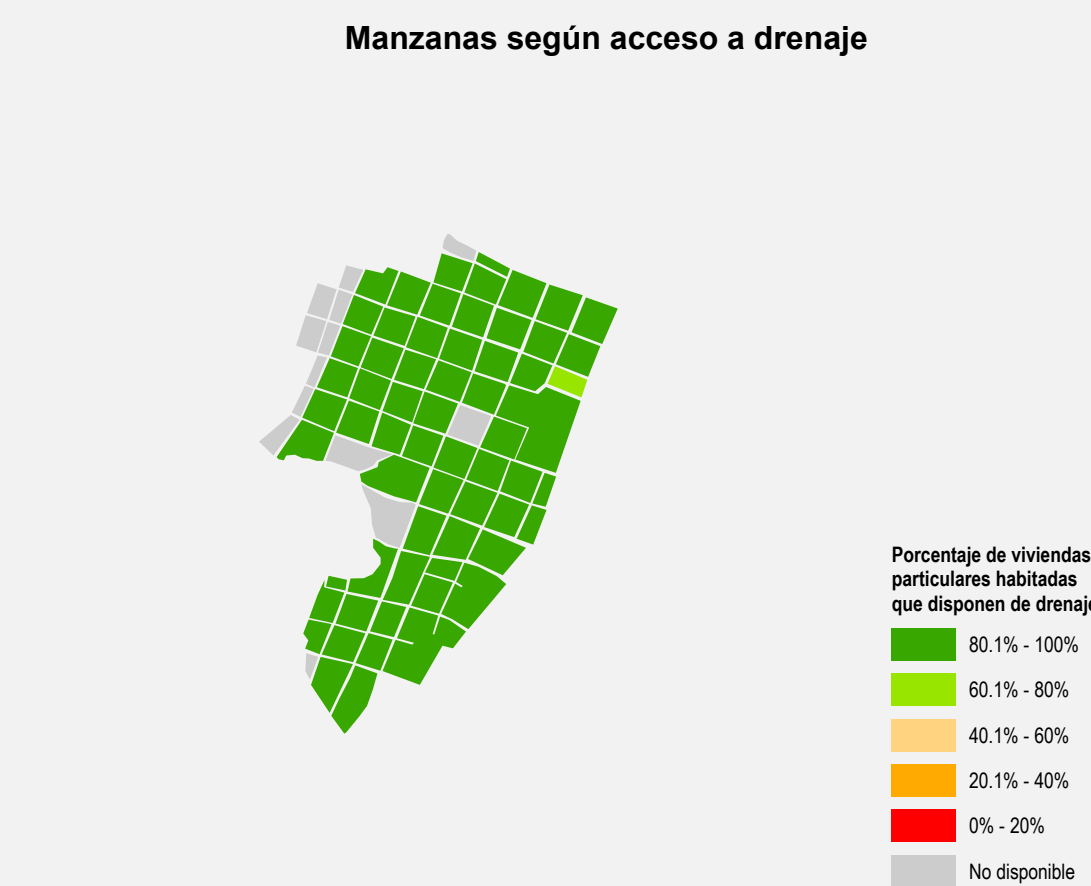 Manzanas según acceso a drenaje
Porcentaje de viviendas
particulares habitadas
que disponen de drenaje
80.1% - 100%
60.1% - 80%
40.1% - 60%
20.1% - 40%
0% - 20%
No disponible